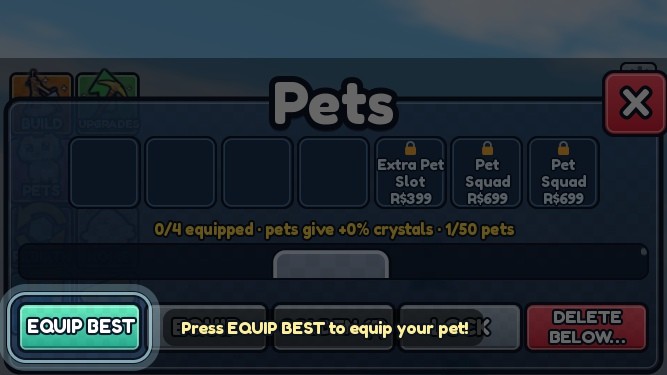 Pets
BUILD
UPGRADES
PETS
Extra Pet
Slot
R$399
Pet
Squad
R$699
Pet
Squad
R$699
0/4 equipped · pets give +0% crystals · 1/50 pets
EQUIP BEST
Press EQUIP BEST to equip your pet!
DELETE
BELOW...